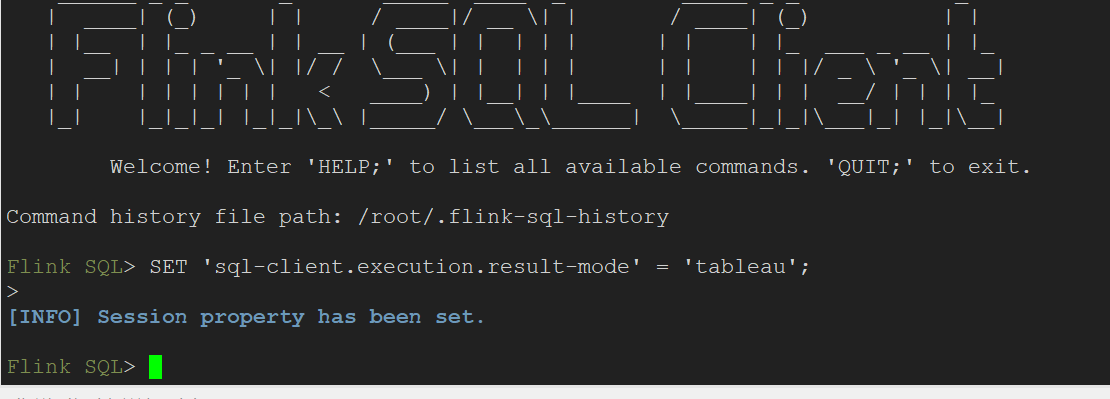 Flink SQL Client
Welcome! Enter 'HELP;' to list all available commands. 'QUIT;' to exit.
Command history file path: /root/.flink-sql-history
Flink SQL> SET 'sql-client.execution.result-mode' = 'tableau';
>
[INFO] Session property has been set.
Flink SQL>